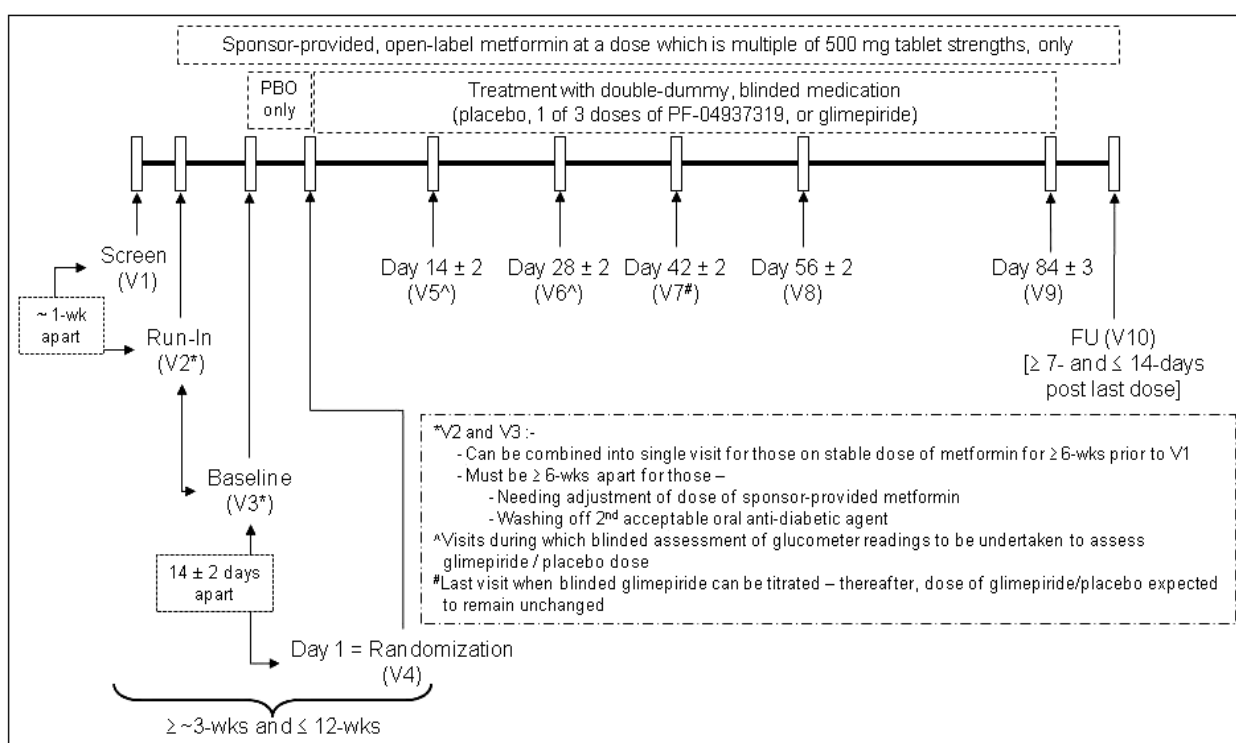 Sponsor-provided, open-label metformin at a dose which is multiple of 500 mg tablet strengths, only
PBO
only
Treatment with double-dummy, blinded medication
(placebo, 1 of 3 doses of PF-04937319, or glimepiride)
Screen
(V1)
~ 1-wk
apart
Run-In
(V2*)
Baseline
(V3*)
14 ± 2 days
apart
Day 1 = Randomization
(V4)
≥ ~3-wks and ≤ 12-wks
Day 14 ± 2
(V5^)
Day 28 ± 2
(V6^)
Day 42 ± 2
(V7#)
Day 56 ± 2
(V8)
Day 84 ± 3
(V9)
FU (V10)
[≥ 7- and ≤ 14-days
post last dose]
*V2 and V3 :-
- Can be combined into single visit for those on stable dose of metformin for ≥ 6-wks prior to V1
- Must be ≥ 6-wks apart for those –
- Needing adjustment of dose of sponsor-provided metformin
- Washing off 2nd acceptable oral anti-diabetic agent
^Visits during which blinded assessment of glucometer readings to be undertaken to assess
glimepiride / placebo dose
#Last visit when blinded glimepiride can be titrated – thereafter, dose of glimepiride/placebo expected
to remain unchanged